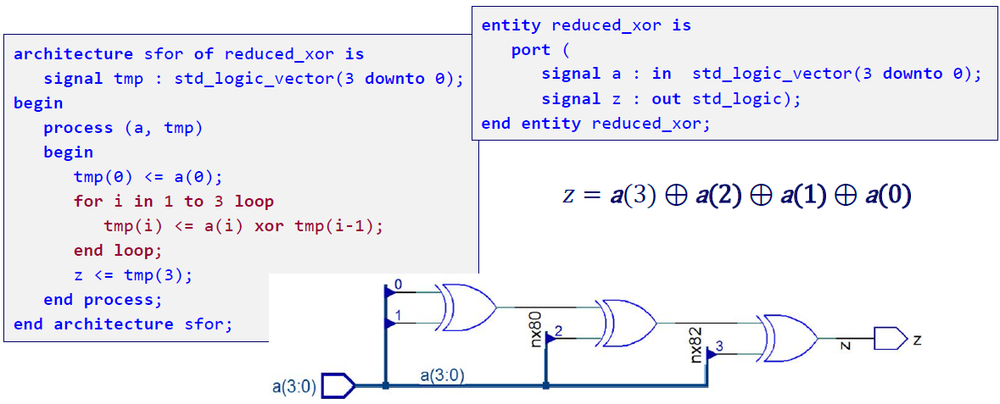 architecture sfor of reduced_xor is
signal tmp : std_logic_vector(3 downto 0);
begin
process (a, tmp)
begin
tmp(0) <= a(0);
for i in 1 to 3 loop
tmp(i) <= a(i) xor tmp(i-1);
end loop;
z <= tmp(3);
end process;
end architecture sfor;
entity reduced_xor is
port (
signal a : in std_logic_vector(3 downto 0);
signal z : out std_logic);
end entity reduced_xor;
z = a(3) ⊕ a(2) ⊕ a(1) ⊕ a(0)
0
1
nx80
2
nx82
3
z
z
a(3:0)
a(3:0)